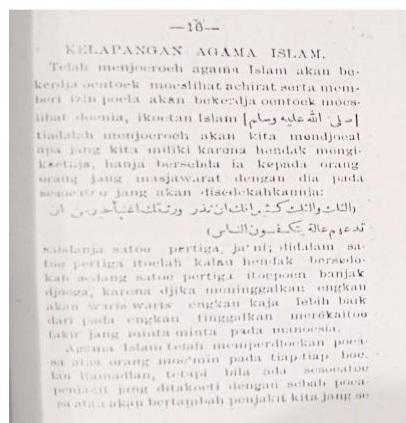 —16—
KELAPANGAN AGAMA ISLAM.
Telah menjoeroeh agama Islam akan be-
kerdja oentoek moeslihat achirat serta mem-
beri izin poela akan bekerdja oentoek moes-
lihat doenia, ikoetan Islam [صلى الله عليه وسلم]
tiadalah menjoeroeh akan kita mendjoeal
apa jang kita miliki karena hendak mengi-
koetnja, hanja bersebda ia kepada orang
orang jang masjawarat dengan dia pada
jang akan disedekahkannja:
(الثلث والثلث كثير انك ان تذر ورثتك اغنياء خير من ان
تدعهم عالة يتكففون الناس)
sabdanja satoe pertiga, ja'ni; didalam sa-
toe pertiga itoelah kalau hendak bersede-
kah sedang satoe pertiga itoepoen banjak
djoega, karena djika meninggalkan engkau
akan waris waris engkau kaja lebih baik
dari pada engkau tinggalkan merekaitoe
fakir jang minta minta pada manoesia.
Agama Islam telah memperdloekan poea-
sa atas orang moe'min pada tiap tiap boe-
lan Ramadlan, tetapi bila ada sesoeatoe
penjakit jang ditakoeti dengan sebab poea-
sa atau akan bertambah penjakit kita jang se